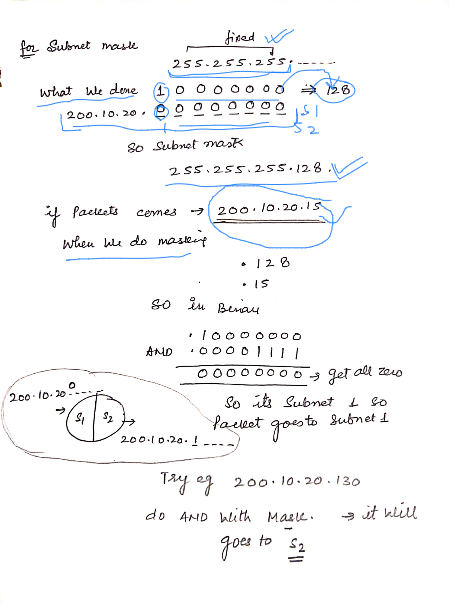 for Subnet mask
fixed
255.255.255.------
What we done 1 0 0 0 0 0 0 0 ⇒ 128
200.10.20. 0 0 0 0 0 0 0 0 S1
S2
So Subnet mask
255.255.255.128.
if Packets comes → 200.10.20.15
When we do masking
.128
.15
SO in Binary
.10000000
AND .00001111
00000000 → get all zero
So its Subnet 1 so
Packet goes to Subnet 1
200.10.20 0-----
→ S1 S2 →
200.10.20.1-----
Try eg 200.10.20.130
do AND With Mask. → it will
goes to S2